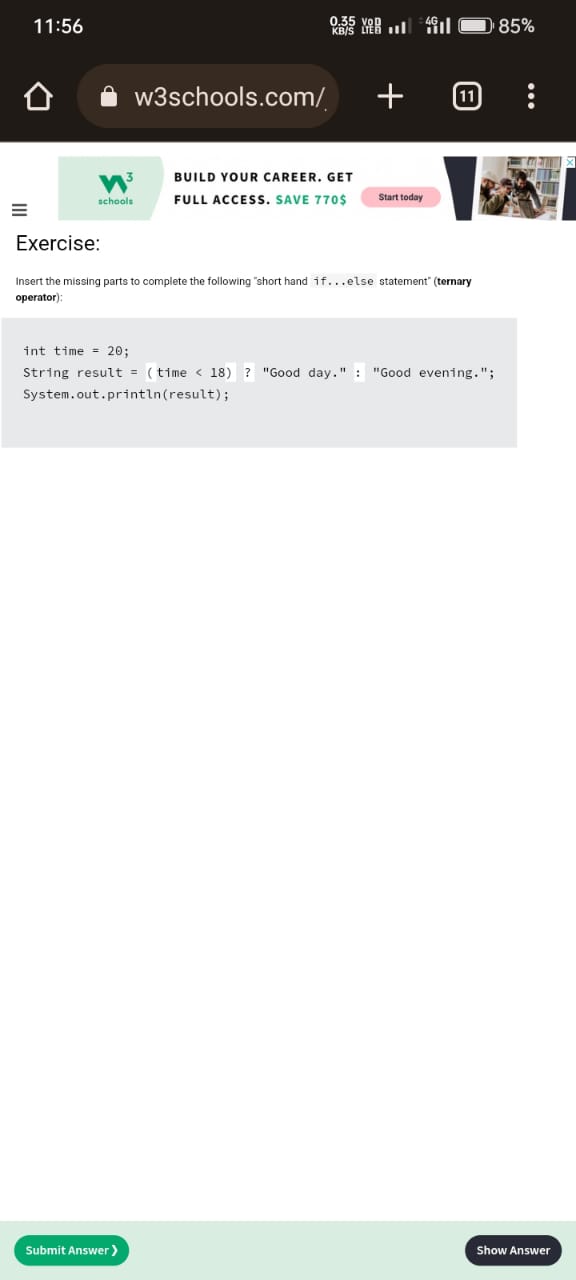 11:56
0.35 KB/S VoD LTE 4G 85%
w3schools.com/
11
W3 schools
BUILD YOUR CAREER. GET
FULL ACCESS. SAVE 770$
Start today
Exercise:
Insert the missing parts to complete the following "short hand if...else statement" (ternary
operator):
int time = 20;
String result = (time < 18) ? "Good day." : "Good evening.";
System.out.println(result);
Submit Answer ❯
Show Answer